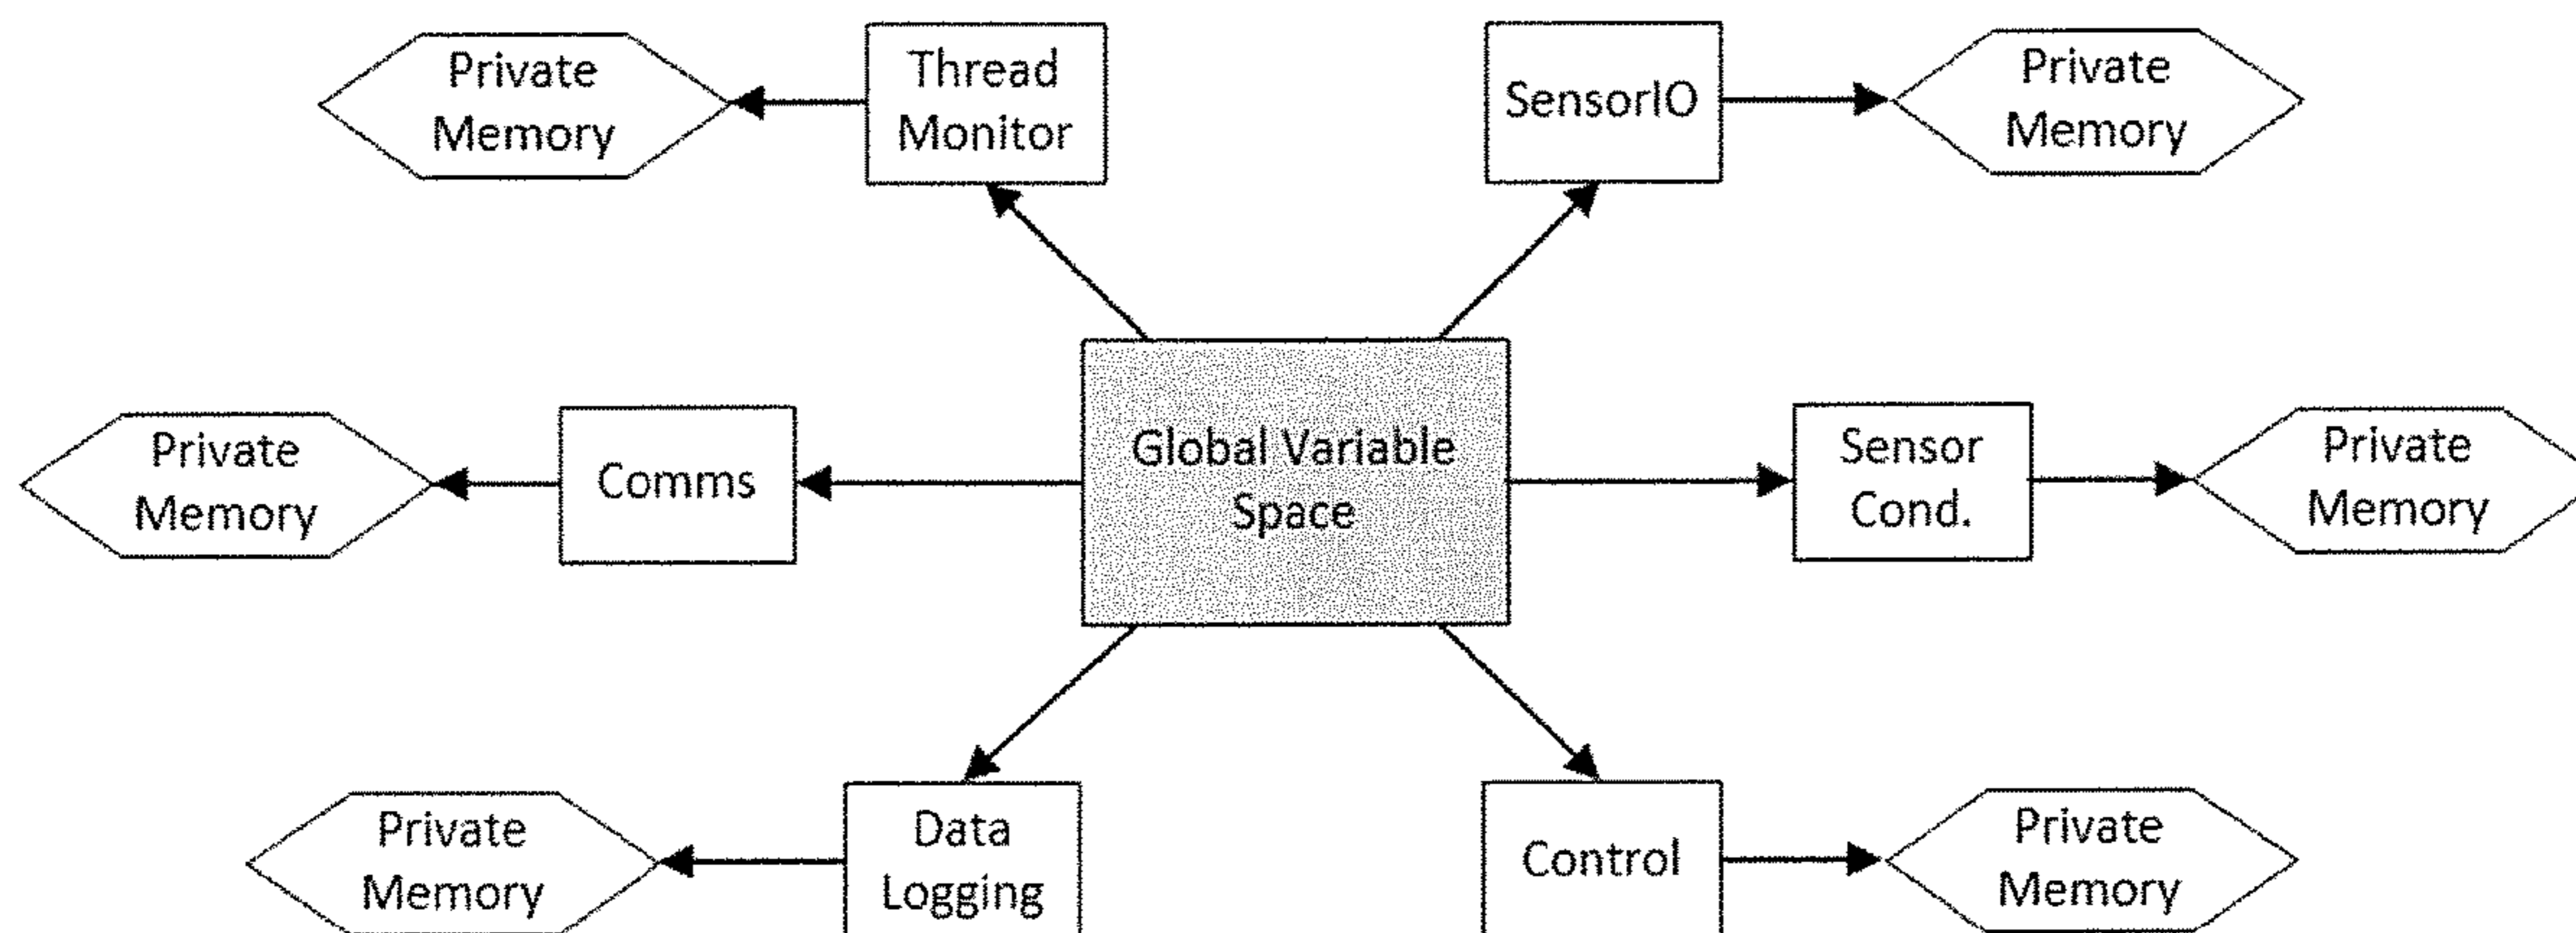 Private
Memory
Thread
Monitor
SensorIO
Private
Memory
Private
Memory
Comms
Global Variable
Space
Sensor
Cond.
Private
Memory
Private
Memory
Data
Logging
Control
Private
Memory